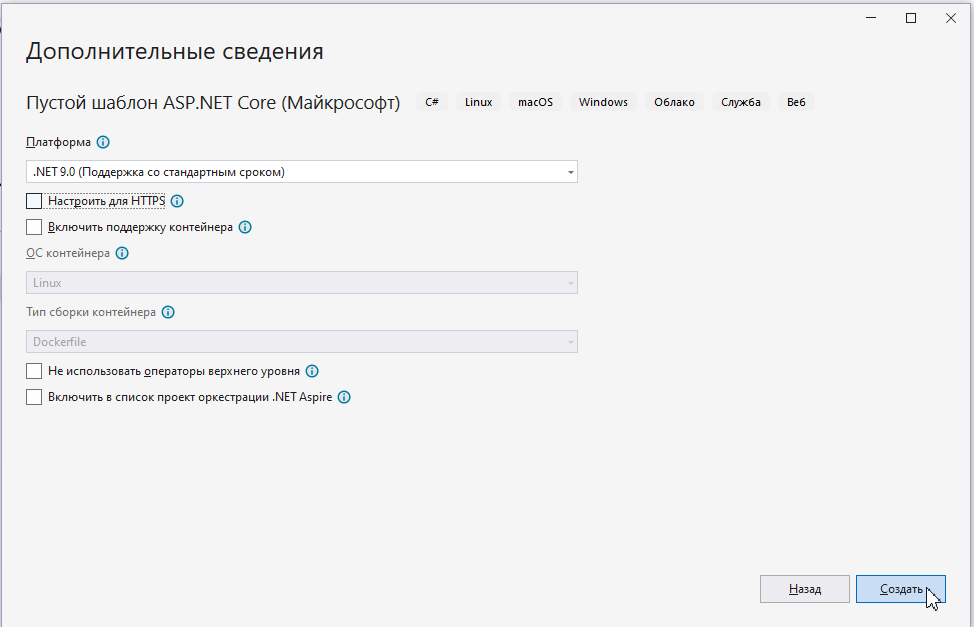 Дополнительные сведения
Пустой шаблон ASP.NET Core (Майкрософт) C# Linux macOS Windows Облако Служба Веб
Платформа
.NET 9.0 (Поддержка со стандартным сроком)
Настроить для HTTPS
Включить поддержку контейнера
ОС контейнера
Linux
Тип сборки контейнера
Dockerfile
Не использовать операторы верхнего уровня
Включить в список проект оркестрации .NET Aspire
Назад Создать